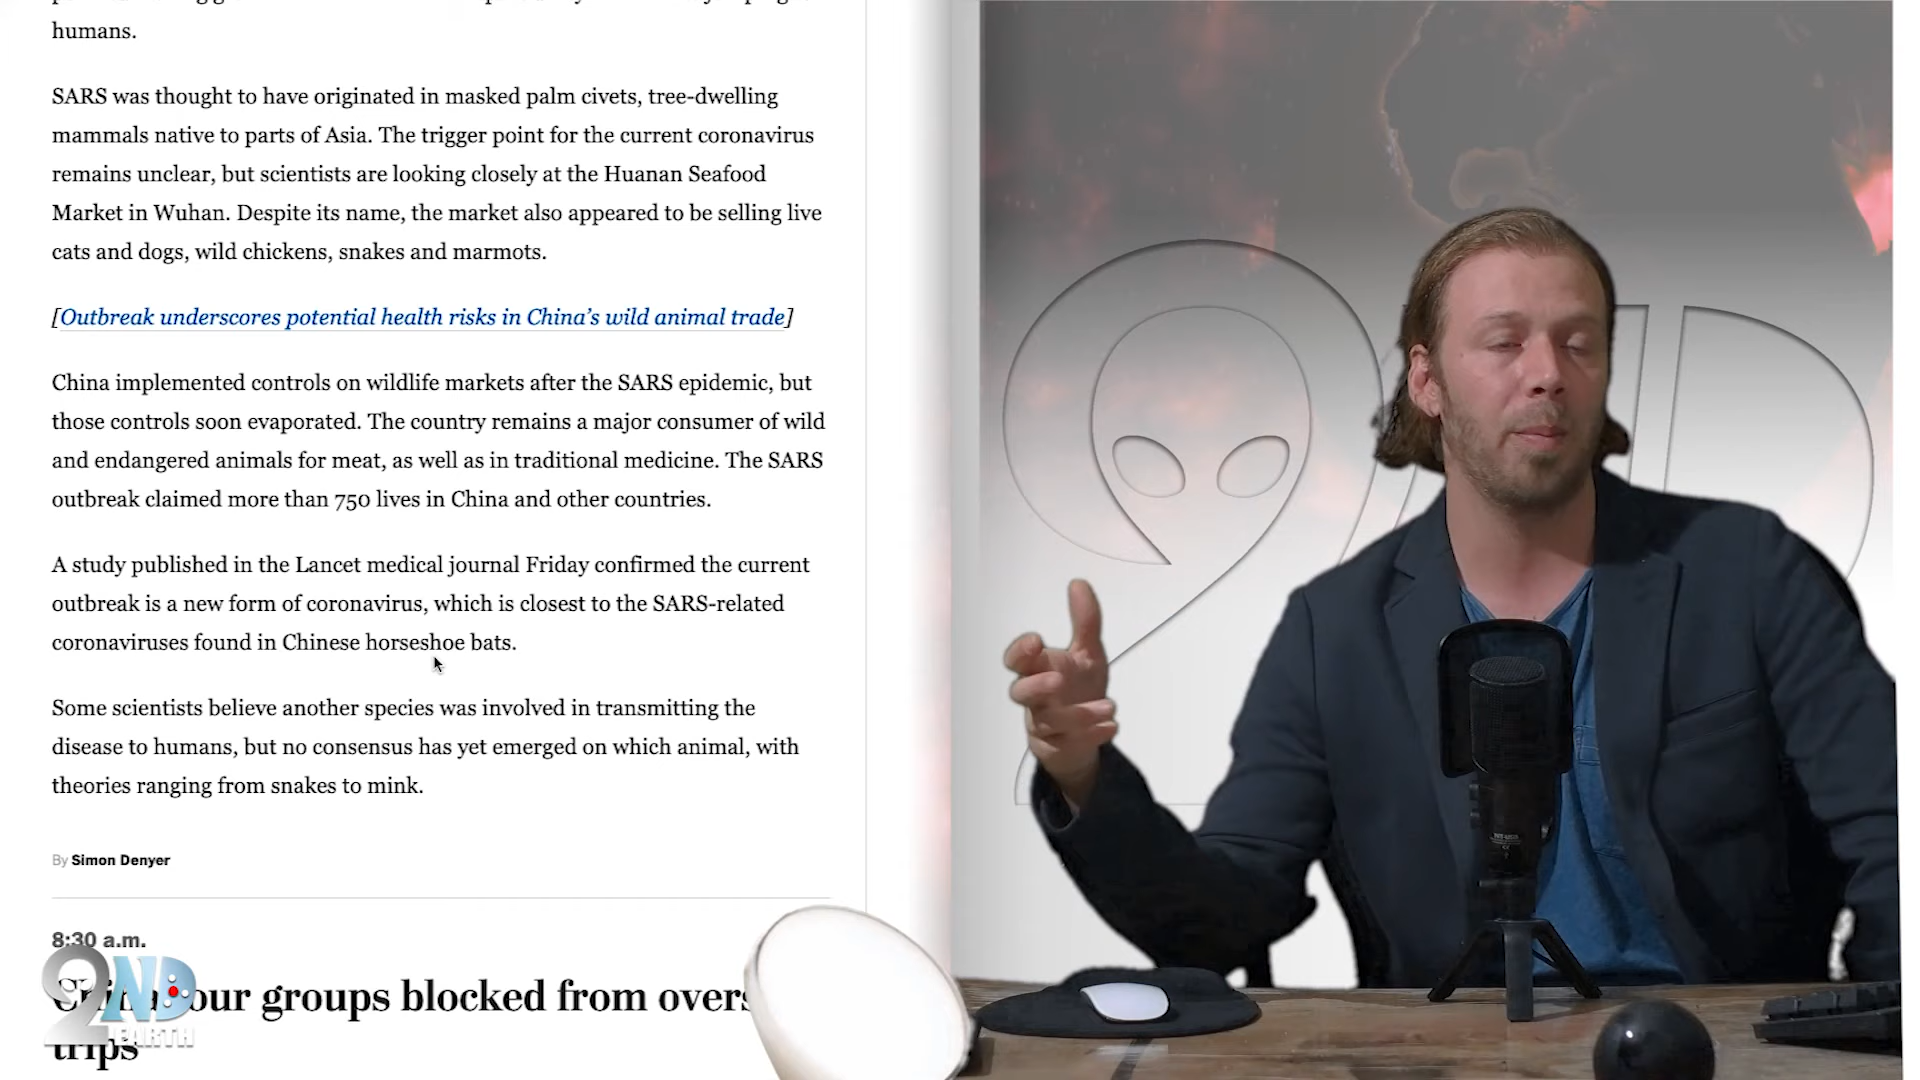 humans.
SARS was thought to have originated in masked palm civets, tree-dwelling
mammals native to parts of Asia. The trigger point for the current coronavirus
remains unclear, but scientists are looking closely at the Huanan Seafood
Market in Wuhan. Despite its name, the market also appeared to be selling live
cats and dogs, wild chickens, snakes and marmots.
[Outbreak underscores potential health risks in China’s wild animal trade]
China implemented controls on wildlife markets after the SARS epidemic, but
those controls soon evaporated. The country remains a major consumer of wild
and endangered animals for meat, as well as in traditional medicine. The SARS
outbreak claimed more than 750 lives in China and other countries.
A study published in the Lancet medical journal Friday confirmed the current
outbreak is a new form of coronavirus, which is closest to the SARS-related
coronaviruses found in Chinese horseshoe bats.
Some scientists believe another species was involved in transmitting the
disease to humans, but no consensus has yet emerged on which animal, with
theories ranging from snakes to mink.
By Simon Denyer
8:30 a.m.
groups blocked from
trips
2ND
EARTH